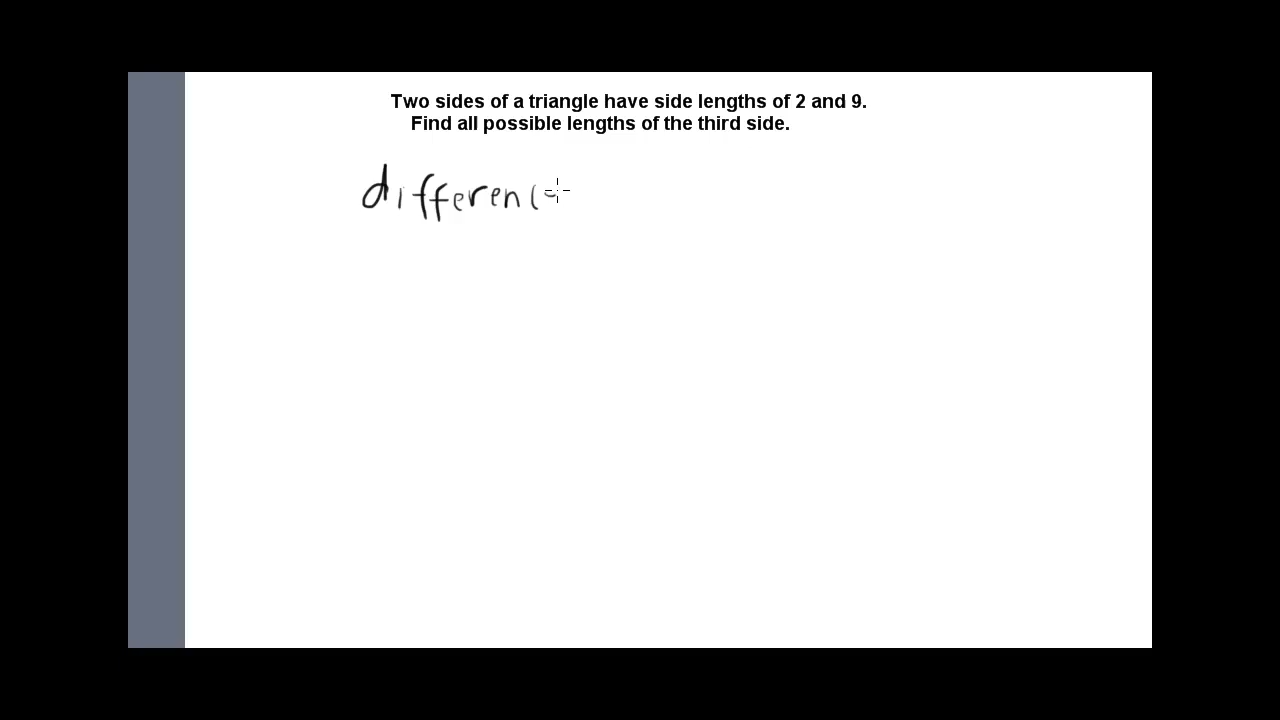 Two sides of a triangle have side lengths of 2 and 9.
Find all possible lengths of the third side.
difference